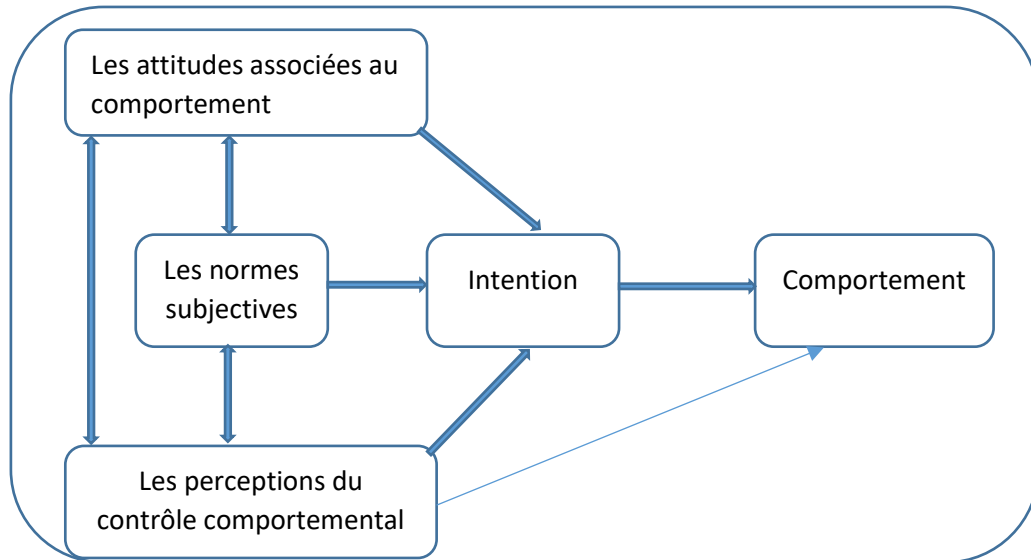 Les attitudes associées au
comportement
Les normes
subjectives
Intention
Comportement
Les perceptions du
contrôle comportemental